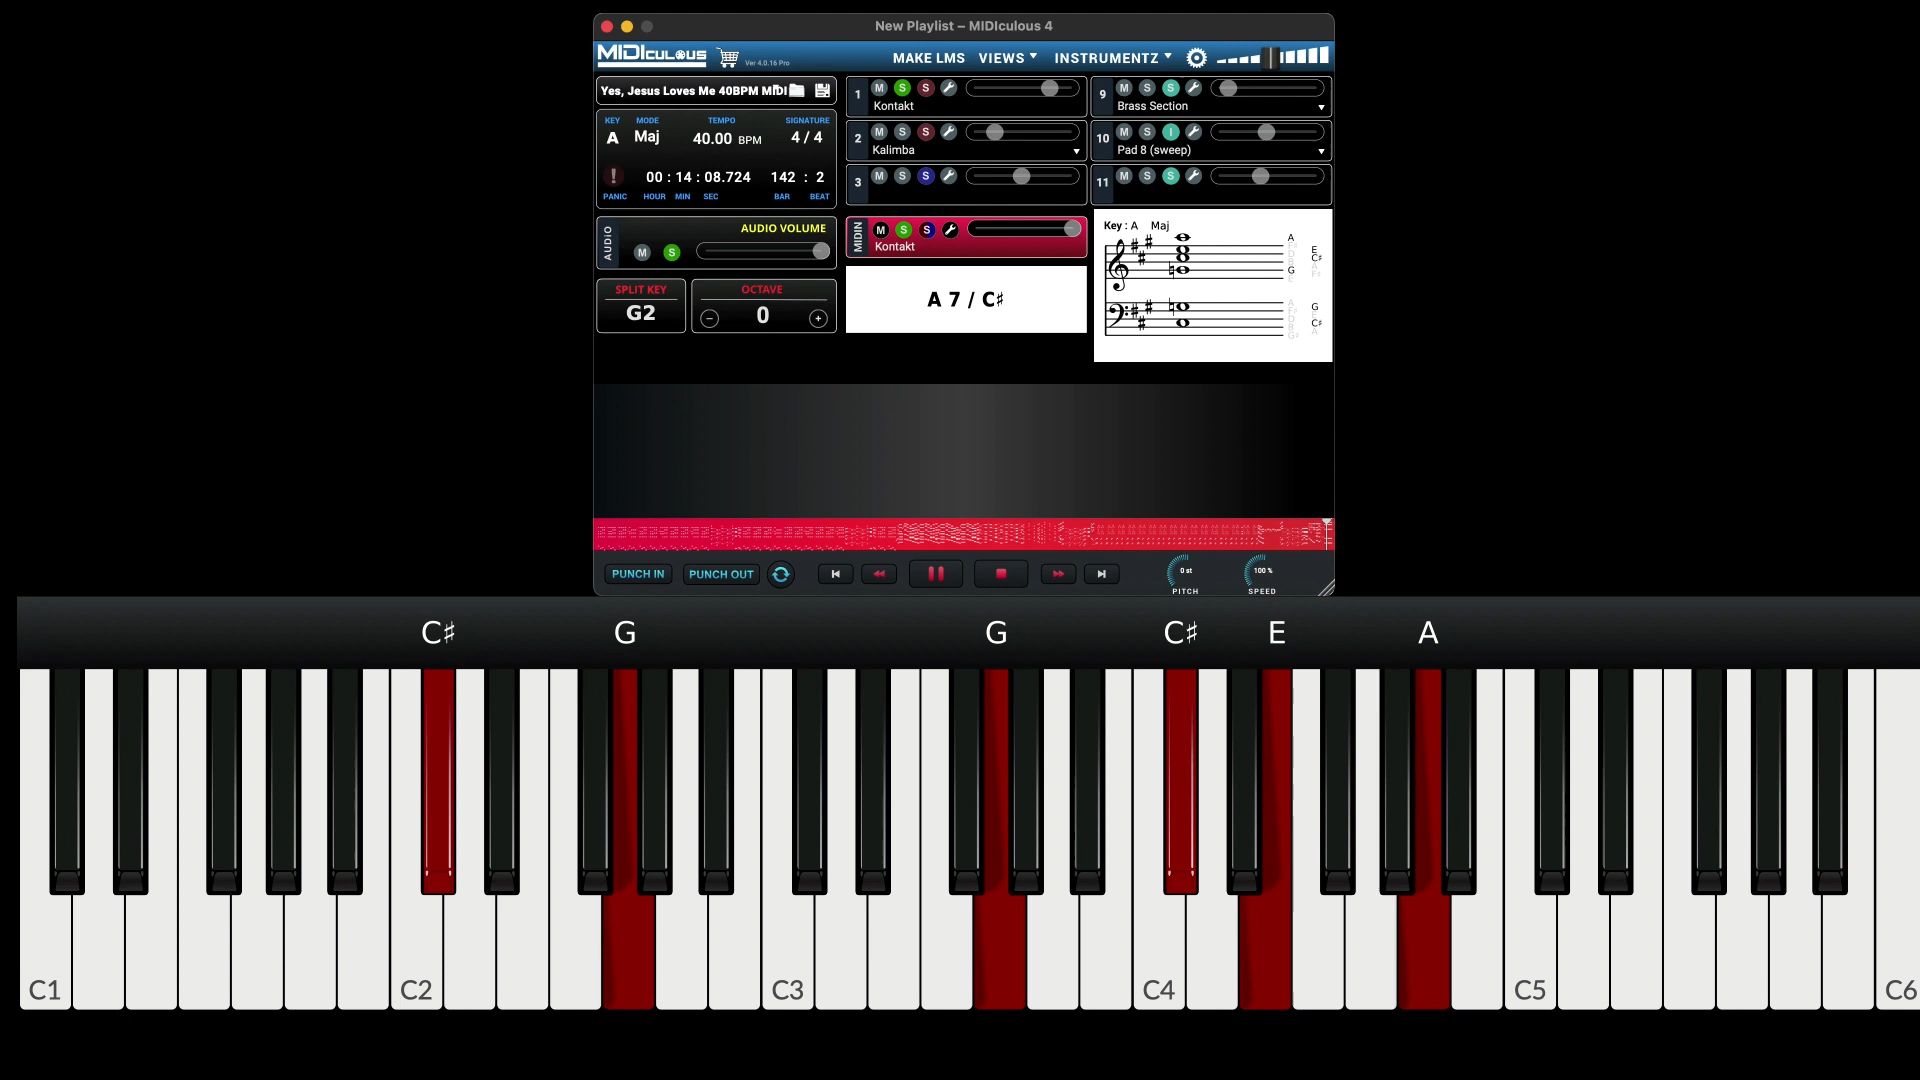 New Playlist – MIDIculous 4
MIDIculous
Ver 4.0.16 Pro
MAKE LMS VIEWS INSTRUMENTZ
Yes, Jesus Loves Me 40BPM MIDI
KEY MODE TEMPO SIGNATURE
A Maj 40.00 BPM 4 / 4
! 00 : 14 : 08.724 142 : 2
PANIC HOUR MIN SEC BAR BEAT
AUDIO
AUDIO VOLUME
M S
SPLIT KEY
G2
OCTAVE
− 0 +
1 M S S
Kontakt
2 M S S
Kalimba
3 M S S
MIDIN M S S
Kontakt
A 7 / C♯
9 M S S
Brass Section
10 M S I
Pad 8 (sweep)
11 M S S
Key : A Maj
A
E
C♯
G
G
C♯
PUNCH IN PUNCH OUT
0 st
PITCH
100 %
SPEED
C♯ G G C♯ E A
C1 C2 C3 C4 C5 C6